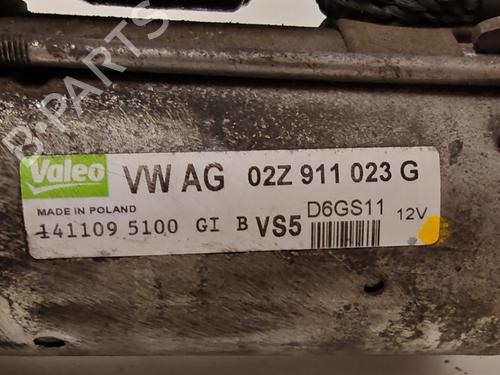 Valeo VW AG 02Z 911 023 G
MADE IN POLAND D6GS11 12V
141109 5100 GI B VS5
B-PARTS